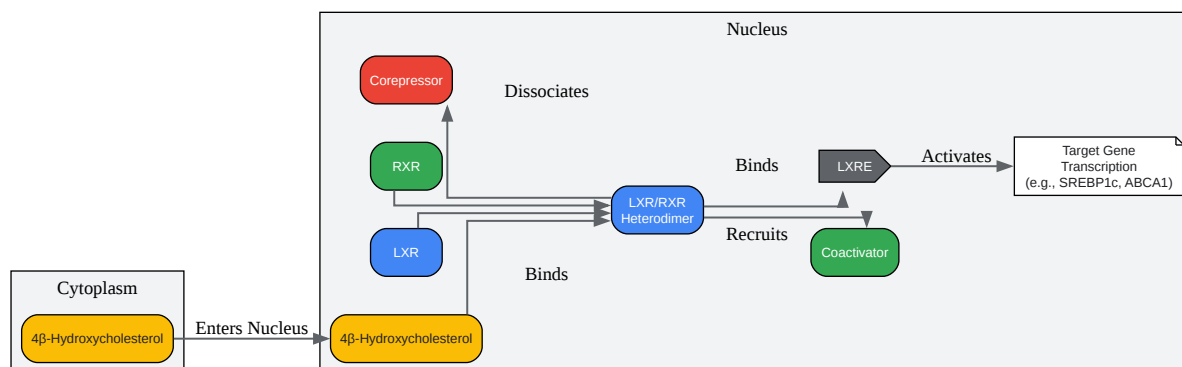 Nucleus
Corepressor
Dissociates
RXR
Binds
LXRE
Activates
Target Gene
Transcription
(e.g., SREBP1c, ABCA1)
LXR/RXR
Heterodimer
LXR
Recruits
Coactivator
Binds
Cytoplasm
4β-Hydroxycholesterol
Enters Nucleus
4β-Hydroxycholesterol